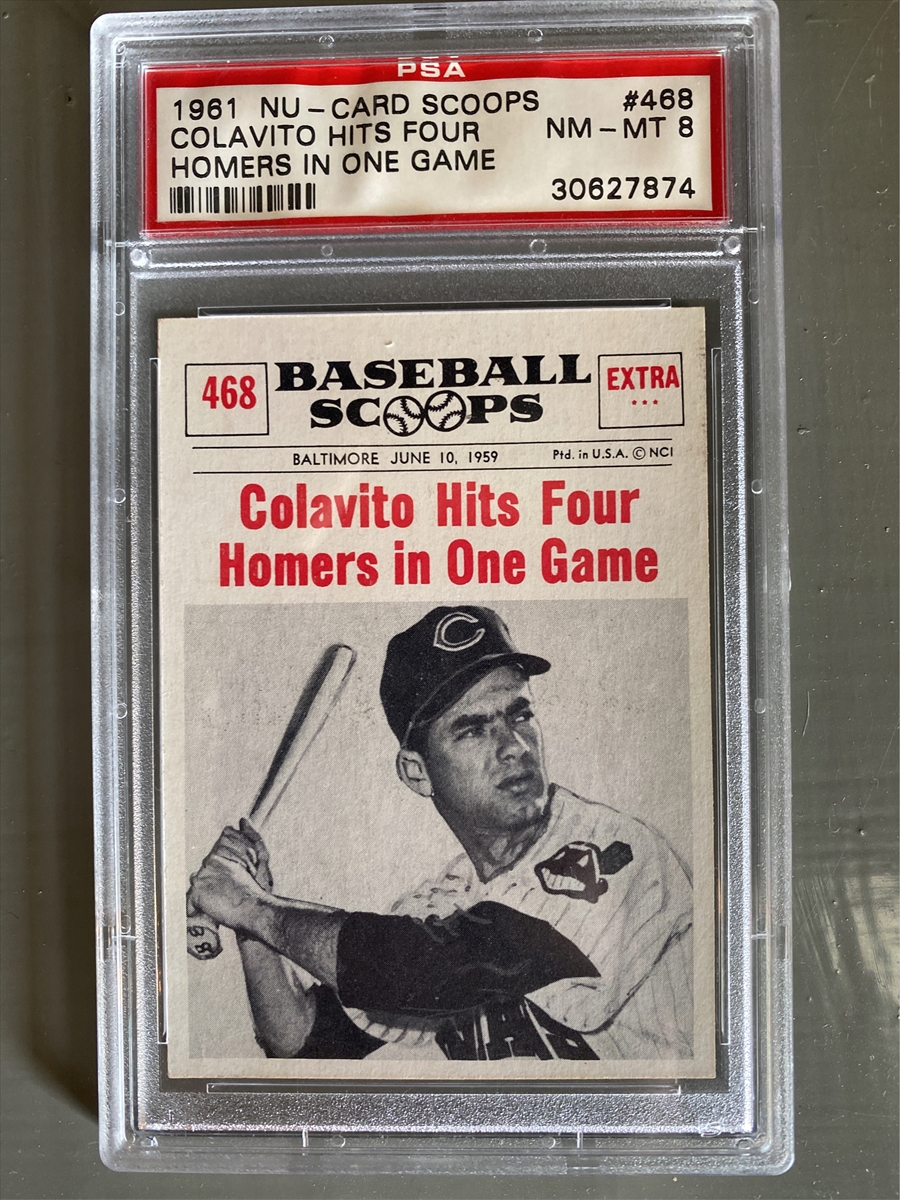 PSA
1961 NU-CARD SCOOPS #468
COLAVITO HITS FOUR NM-MT 8
HOMERS IN ONE GAME
30627874
468 BASEBALL SCOOPS EXTRA
BALTIMORE JUNE 10, 1959 Ptd. in U.S.A. © NCI
Colavito Hits Four
Homers in One Game
C